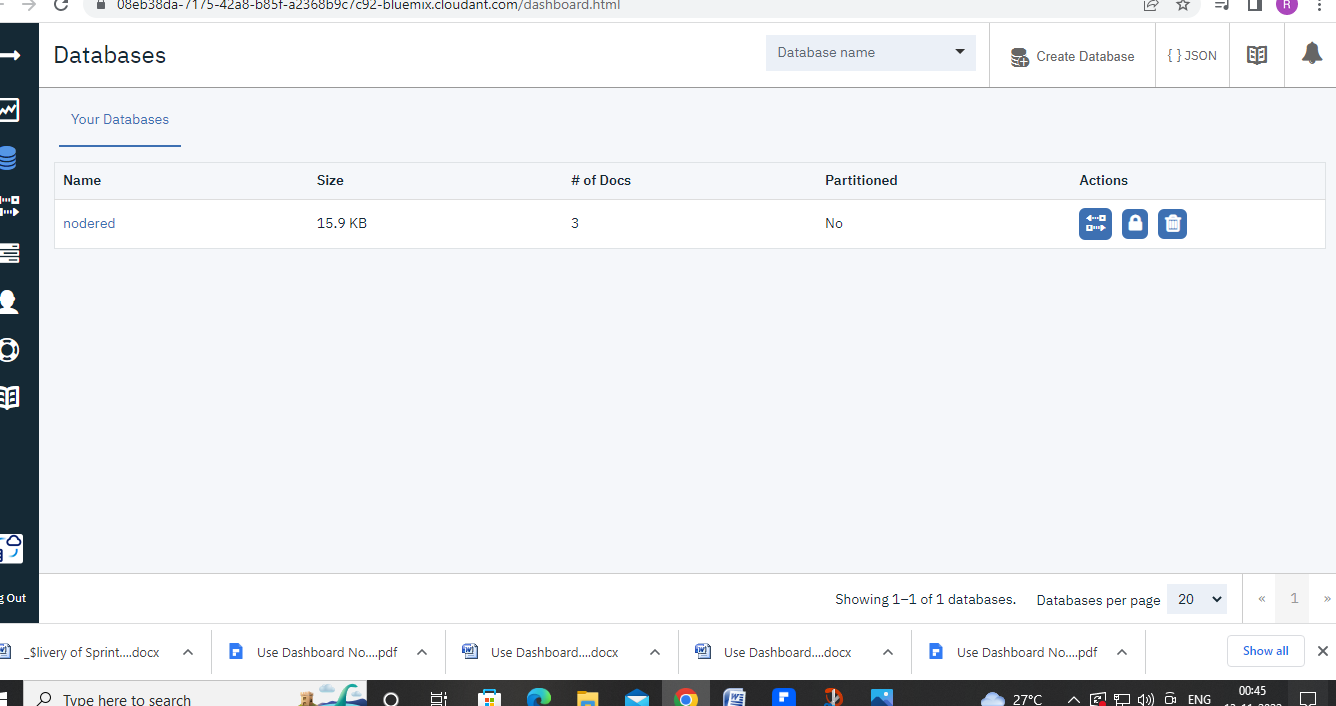 08eb38da-7175-42a8-b85f-a2368b9c7c92-bluemix.cloudant.com/dashboard.html
R
Databases
Database name
Create Database
{ } JSON
Your Databases
Name Size # of Docs Partitioned Actions
nodered 15.9 KB 3 No
g Out
Showing 1–1 of 1 databases. Databases per page 20 « 1 »
_$livery of Sprint....docx
Use Dashboard No....pdf
Use Dashboard....docx
Use Dashboard....docx
Use Dashboard No....pdf
Show all
Type here to search
27°C
ENG
00:45